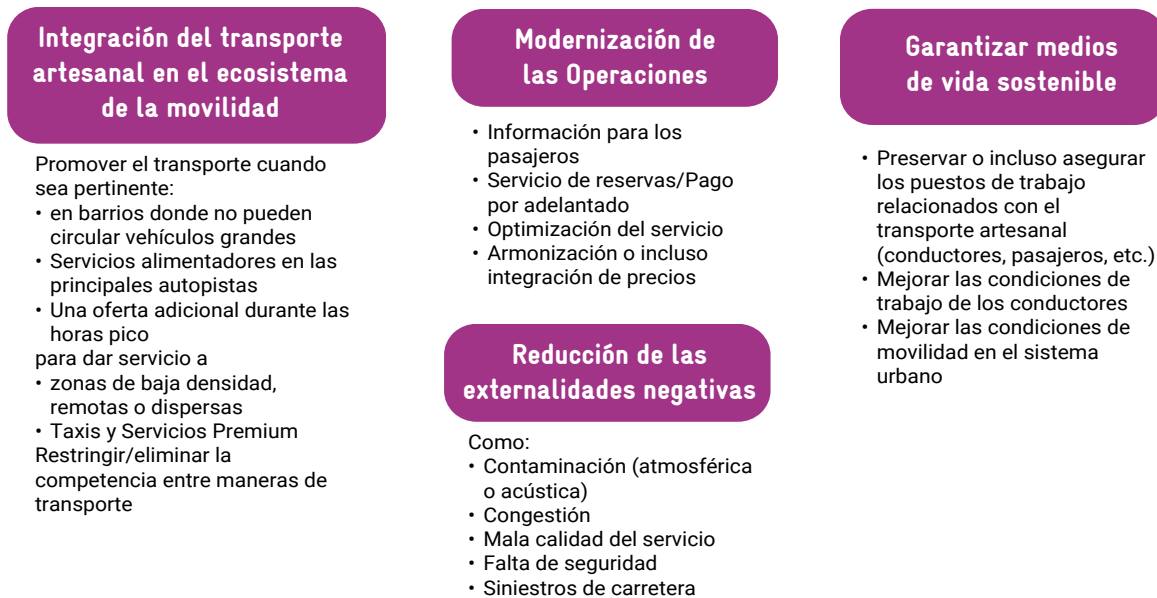 Integración del transporte
artesanal en el ecosistema
de la movilidad
Promover el transporte cuando
sea pertinente:
• en barrios donde no pueden
circular vehículos grandes
• Servicios alimentadores en las
principales autopistas
• Una oferta adicional durante las
horas pico
para dar servicio a
• zonas de baja densidad,
remotas o dispersas
• Taxis y Servicios Premium
Restringir/eliminar la
competencia entre maneras de
transporte
Modernización de
las Operaciones
• Información para los
pasajeros
• Servicio de reservas/Pago
por adelantado
• Optimización del servicio
• Armonización o incluso
integración de precios
Reducción de las
externalidades negativas
Como:
• Contaminación (atmosférica
o acústica)
• Congestión
• Mala calidad del servicio
• Falta de seguridad
• Siniestros de carretera
Garantizar medios
de vida sostenible
• Preservar o incluso asegurar
los puestos de trabajo
relacionados con el
transporte artesanal
(conductores, pasajeros, etc.)
• Mejorar las condiciones de
trabajo de los conductores
• Mejorar las condiciones de
movilidad en el sistema
urbano